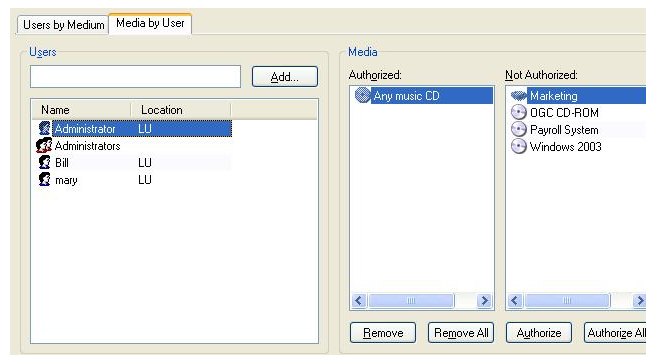 Users by Medium Media by User
Users
Add...
Name Location
Administrator LU
Administrators
Bill LU
mary LU
Media
Authorized:
Any music CD
Remove Remove All
Not Authorized:
Marketing
OGC CD-ROM
Payroll System
Windows 2003
Authorize Authorize All